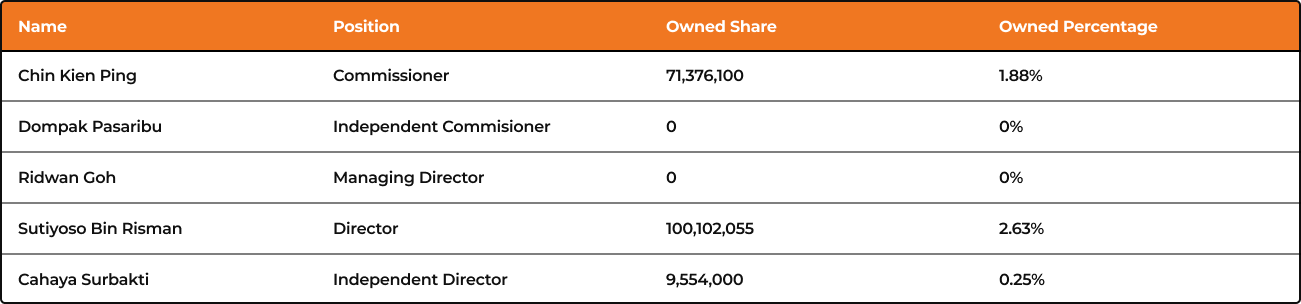 Name Position Owned Share Owned Percentage
Chin Kien Ping Commissioner 71,376,100 1.88%
Dompak Pasaribu Independent Commisioner 0 0%
Ridwan Goh Managing Director 0 0%
Sutiyoso Bin Risman Director 100,102,055 2.63%
Cahaya Surbakti Independent Director 9,554,000 0.25%